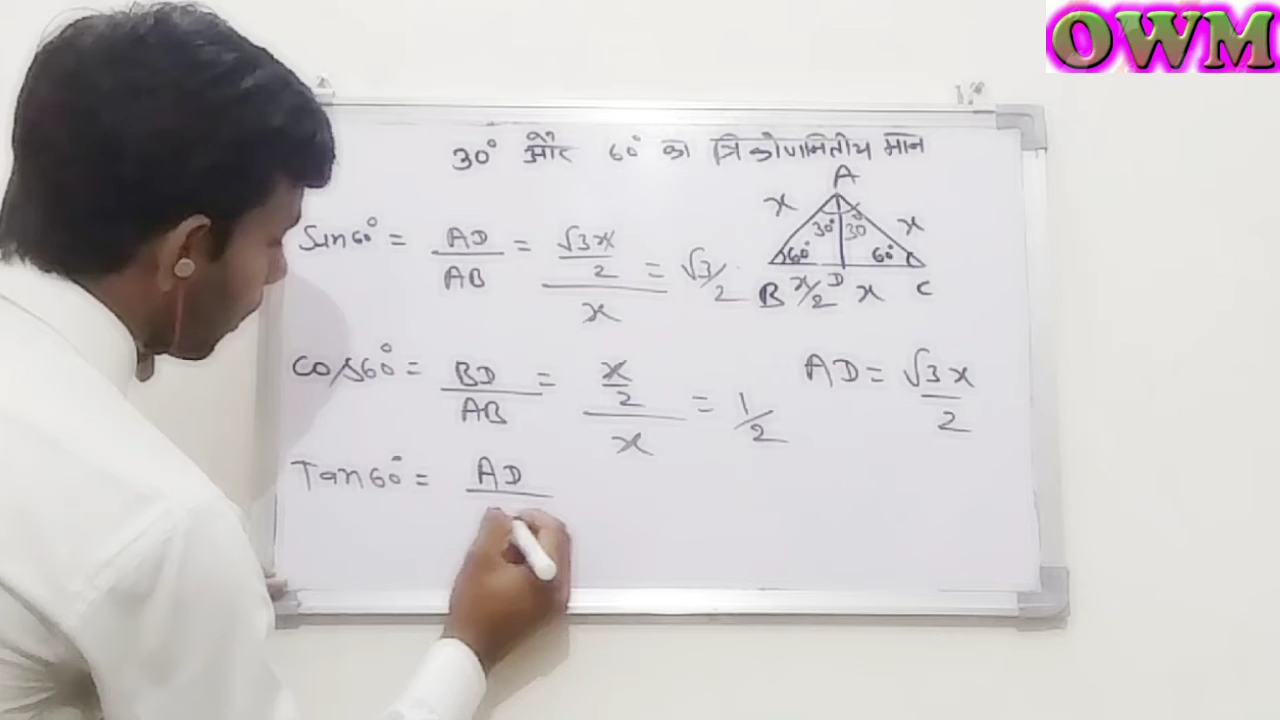 OWM
30° और 60° का त्रिकोणमितीय मान
A
x x
30° 30
60° 60°
B x/2 D x C
Sin60° = AD/AB = (√3x/2)/x = √3/2
Cos60° = BD/AB = (x/2)/x = 1/2
AD = √3x/2
Tan60° = AD